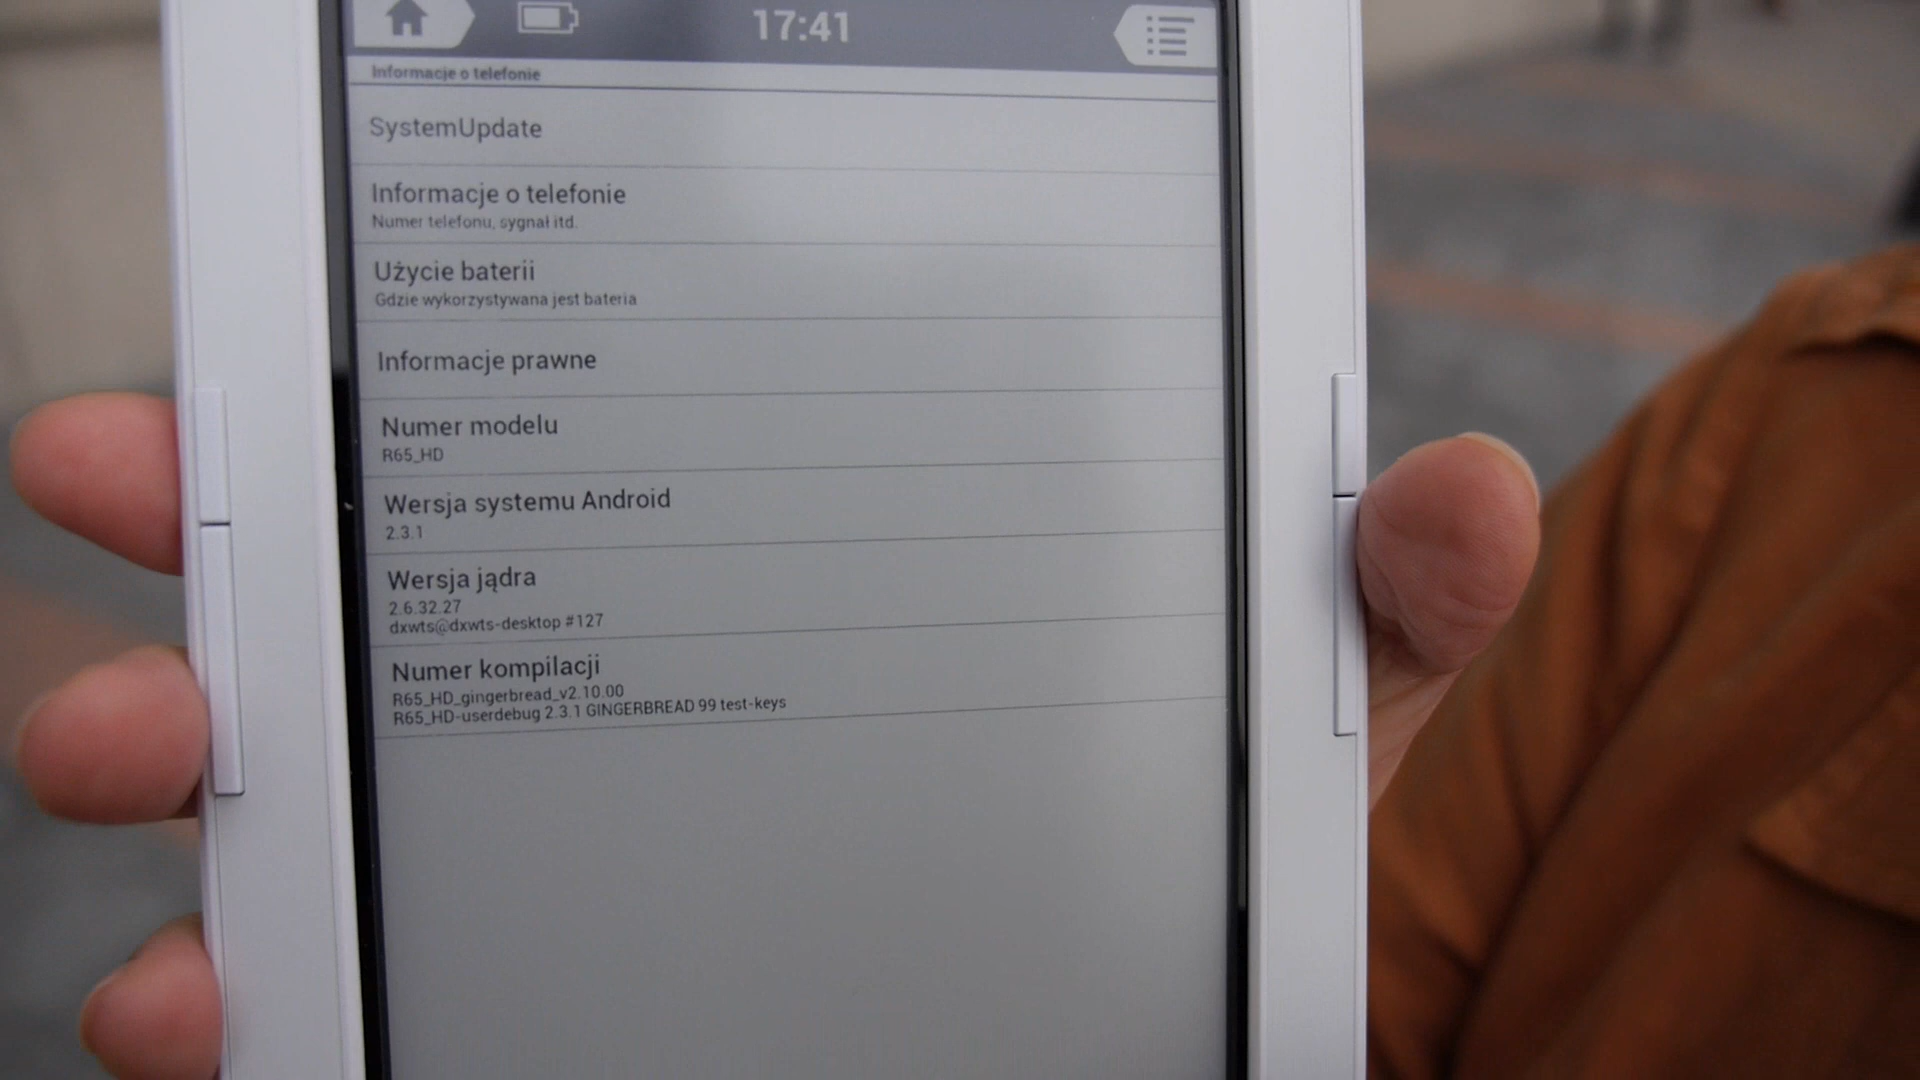 17:41
Informacje o telefonie
SystemUpdate
Informacje o telefonie
Numer telefonu, sygnał itd.
Użycie baterii
Gdzie wykorzystywana jest bateria
Informacje prawne
Numer modelu
R65_HD
Wersja systemu Android
2.3.1
Wersja jądra
2.6.32.27
dxwts@dxwts-desktop #127
Numer kompilacji
R65_HD_gingerbread_v2.10.00
R65_HD-userdebug 2.3.1 GINGERBREAD 99 test-keys